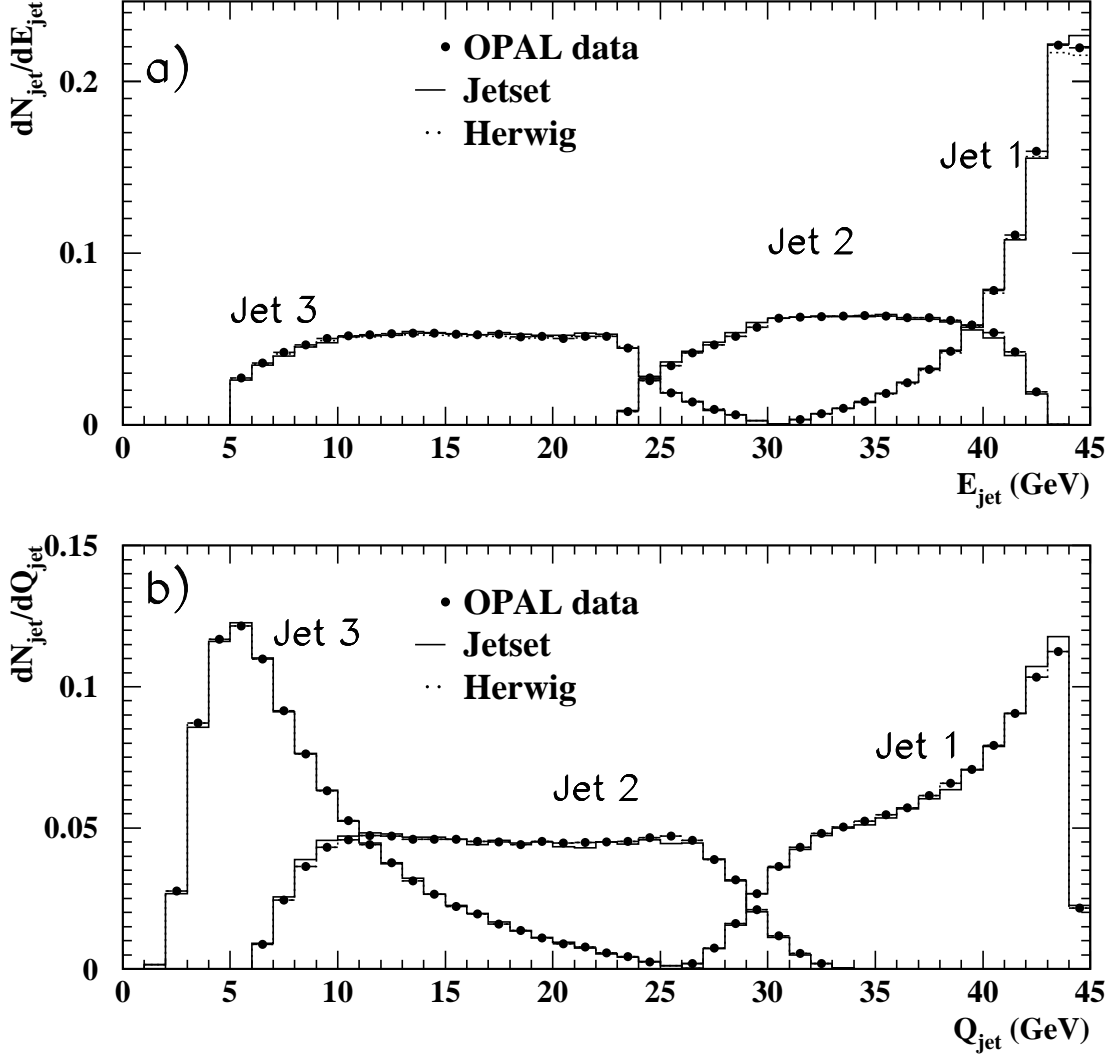 dN_jet/dE_jet
a)
• OPAL data
— Jetset
·· Herwig
Jet 1
Jet 2
Jet 3
0.2
0.1
0
0 5 10 15 20 25 30 35 40 45
E_jet (GeV)
dN_jet/dQ_jet
b)
• OPAL data
— Jetset
·· Herwig
Jet 3
Jet 2
Jet 1
0.15
0.1
0.05
0
0 5 10 15 20 25 30 35 40 45
Q_jet (GeV)